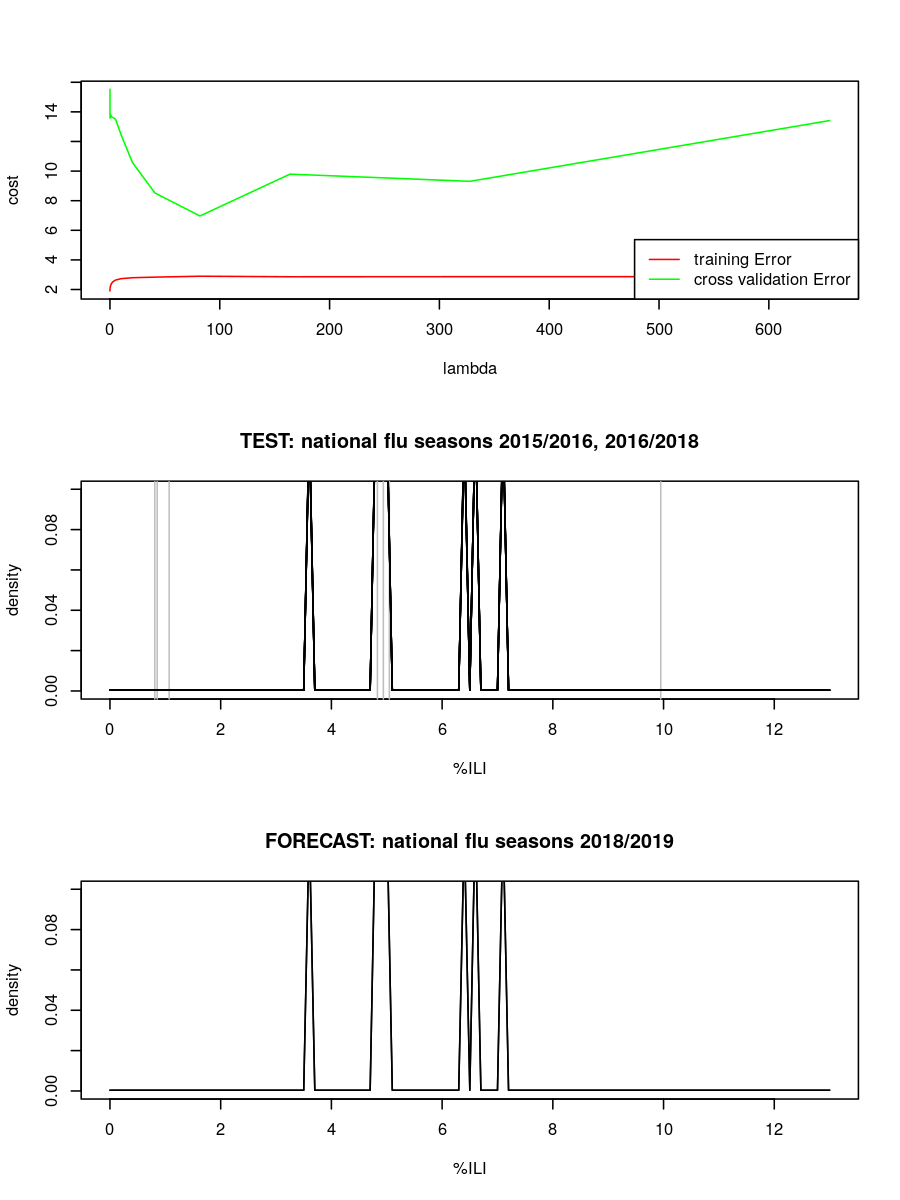 14
10
8
6
4
2
cost
training Error
cross validation Error
0 100 200 300 400 500 600
lambda
TEST: national flu seasons 2015/2016, 2016/2018
0.08
0.04
0.00
density
0 2 4 6 8 10 12
%ILI
FORECAST: national flu seasons 2018/2019
0.08
0.04
0.00
density
0 2 4 6 8 10 12
%ILI